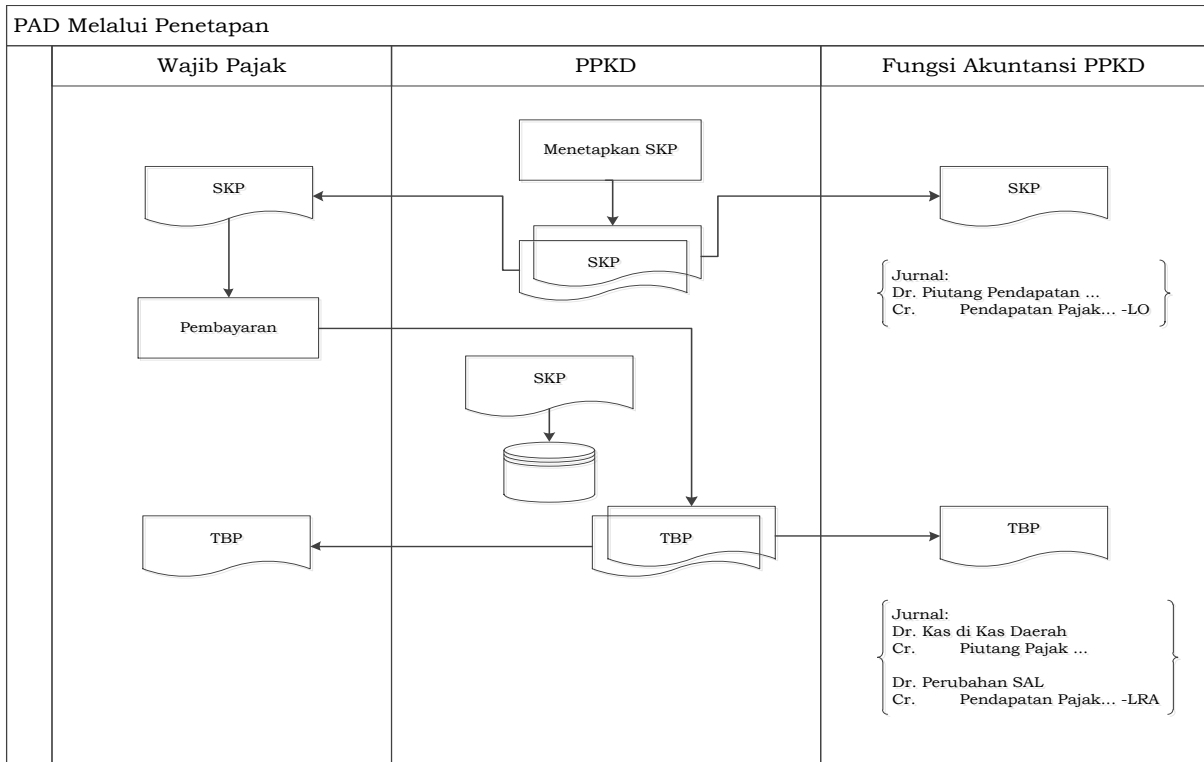 PAD Melalui Penetapan
Wajib Pajak
PPKD
Fungsi Akuntansi PPKD
Menetapkan SKP
SKP
SKP
SKP
Jurnal:
Dr. Piutang Pendapatan ...
Cr. Pendapatan Pajak... -LO
Pembayaran
SKP
TBP
TBP
TBP
Jurnal:
Dr. Kas di Kas Daerah
Cr. Piutang Pajak ...
Dr. Perubahan SAL
Cr. Pendapatan Pajak... -LRA